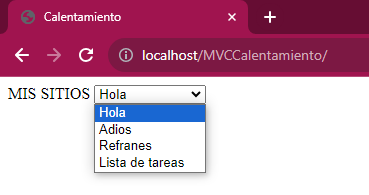 Calentamiento
localhost/MVCCalentamiento/
MIS SITIOS Hola
Hola
Adios
Refranes
Lista de tareas